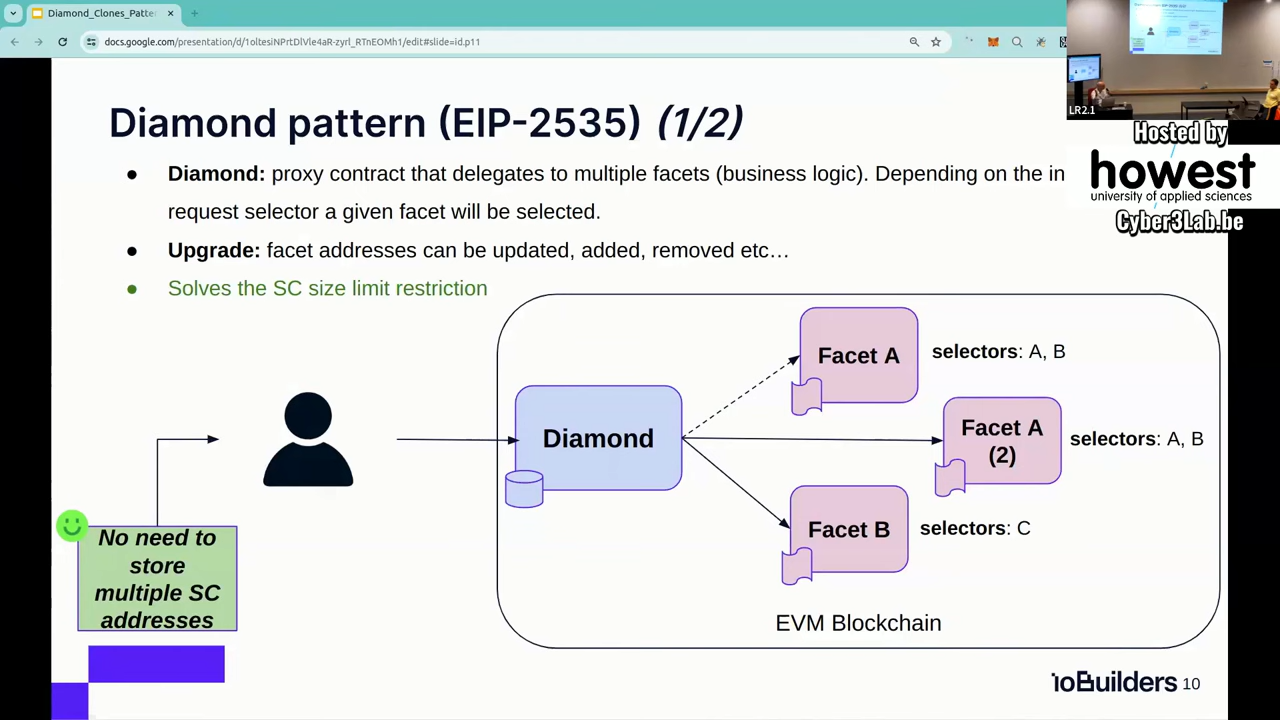 Diamond_Clones_Patte
docs.google.com/presentation/d/1oltesiNPrtDlVle4aR-zyrl_RTnEOMh1/edit#slide=id.p11
LR2.1
Hosted by
howest
university of applied sciences
Cyber3Lab.be
Diamond pattern (EIP-2535) (1/2)
● Diamond: proxy contract that delegates to multiple facets (business logic). Depending on the in
request selector a given facet will be selected.
● Upgrade: facet addresses can be updated, added, removed etc…
● Solves the SC size limit restriction
Facet A
selectors: A, B
Diamond
Facet A
(2)
selectors: A, B
Facet B
selectors: C
No need to
store
multiple SC
addresses
EVM Blockchain
ioBuilders 10